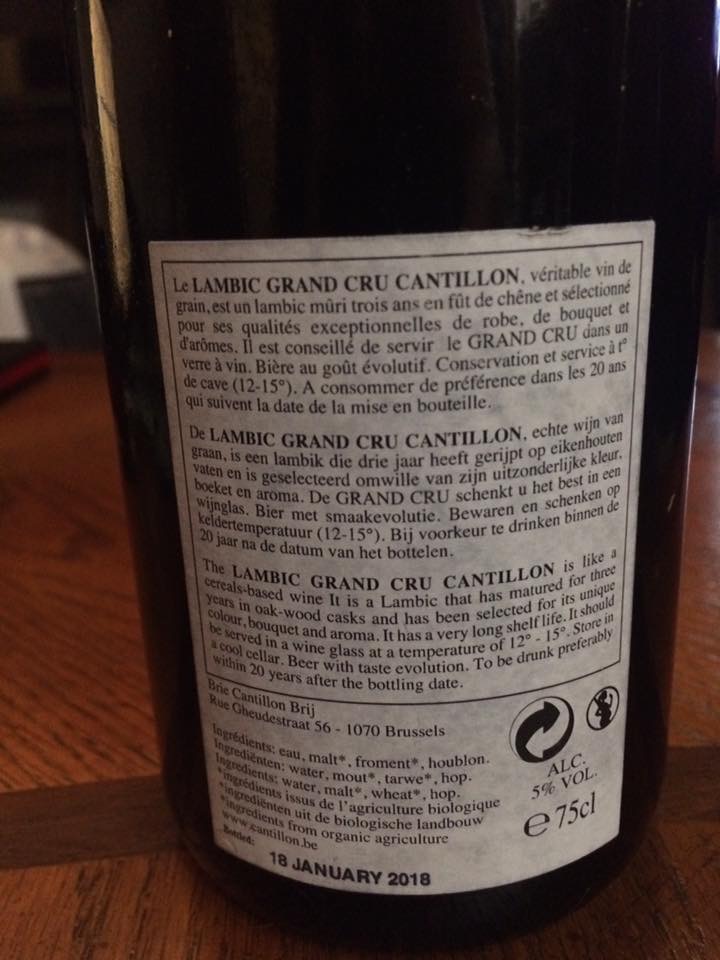 Le LAMBIC GRAND CRU CANTILLON, véritable vin de
grain, est un lambic mûri trois ans en fût de chêne et sélectionné
pour ses qualités exceptionnelles de robe, de bouquet et
d'arômes. Il est conseillé de servir le GRAND CRU dans un
verre à vin. Bière au goût évolutif. Conservation et service à t°
de cave (12-15°). A consommer de préférence dans les 20 ans
qui suivent la date de la mise en bouteille.
De LAMBIC GRAND CRU CANTILLON, echte wijn van
graan, is een lambik die drie jaar heeft gerijpt op eikenhouten
vaten en is geselecteerd omwille van zijn uitzonderlijke kleur,
boeket en aroma. De GRAND CRU schenkt u het best in een
wijnglas. Bier met smaakevolutie. Bewaren en schenken op
keldertemperatuur (12-15°). Bij voorkeur te drinken binnen de
20 jaar na de datum van het bottelen.
The LAMBIC GRAND CRU CANTILLON is like a
cereals-based wine It is a Lambic that has matured for three
years in oak-wood casks and has been selected for its unique
colour, bouquet and aroma. It has a very long shelf life. It should
be served in a wine glass at a temperature of 12° - 15°. Store in
a cool cellar. Beer with taste evolution. To be drunk preferably
within 20 years after the bottling date.
Brie Cantillon Brij
Rue Gheudestraat 56 - 1070 Brussels
Ingrédients: eau, malt*, froment*, houblon.
Ingrediënten: water, mout*, tarwe*, hop.
Ingredients: water, malt*, wheat*, hop.
*ingrédients issus de l'agriculture biologique
*ingrediënten uit de biologische landbouw
*ingredients from organic agriculture
www.cantillon.be
Bottled:
18 JANUARY 2018
ALC.
5% VOL.
e 75cl